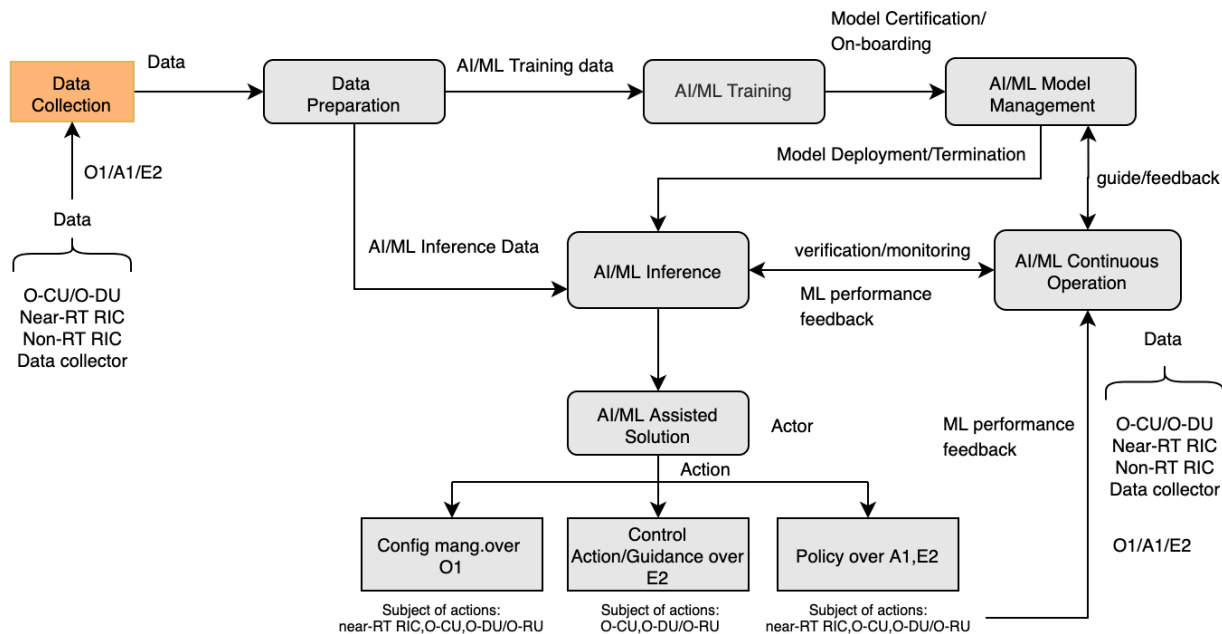 Model Certification/
On-boarding
Data
AI/ML Training data
Data
Collection
Data
Preparation
AI/ML Training
AI/ML Model
Management
O1/A1/E2
Model Deployment/Termination
guide/feedback
Data
AI/ML Inference Data
AI/ML Inference
verification/monitoring
ML performance
feedback
AI/ML Continuous
Operation
O-CU/O-DU
Near-RT RIC
Non-RT RIC
Data collector
Data
AI/ML Assisted
Solution
Actor
ML performance
feedback
O-CU/O-DU
Near-RT RIC
Non-RT RIC
Data collector
Action
Config mang.over
O1
Control
Action/Guidance over
E2
Policy over A1,E2
O1/A1/E2
Subject of actions:
near-RT RIC,O-CU,O-DU/O-RU
Subject of actions:
O-CU,O-DU/O-RU
Subject of actions:
near-RT RIC,O-CU,O-DU/O-RU